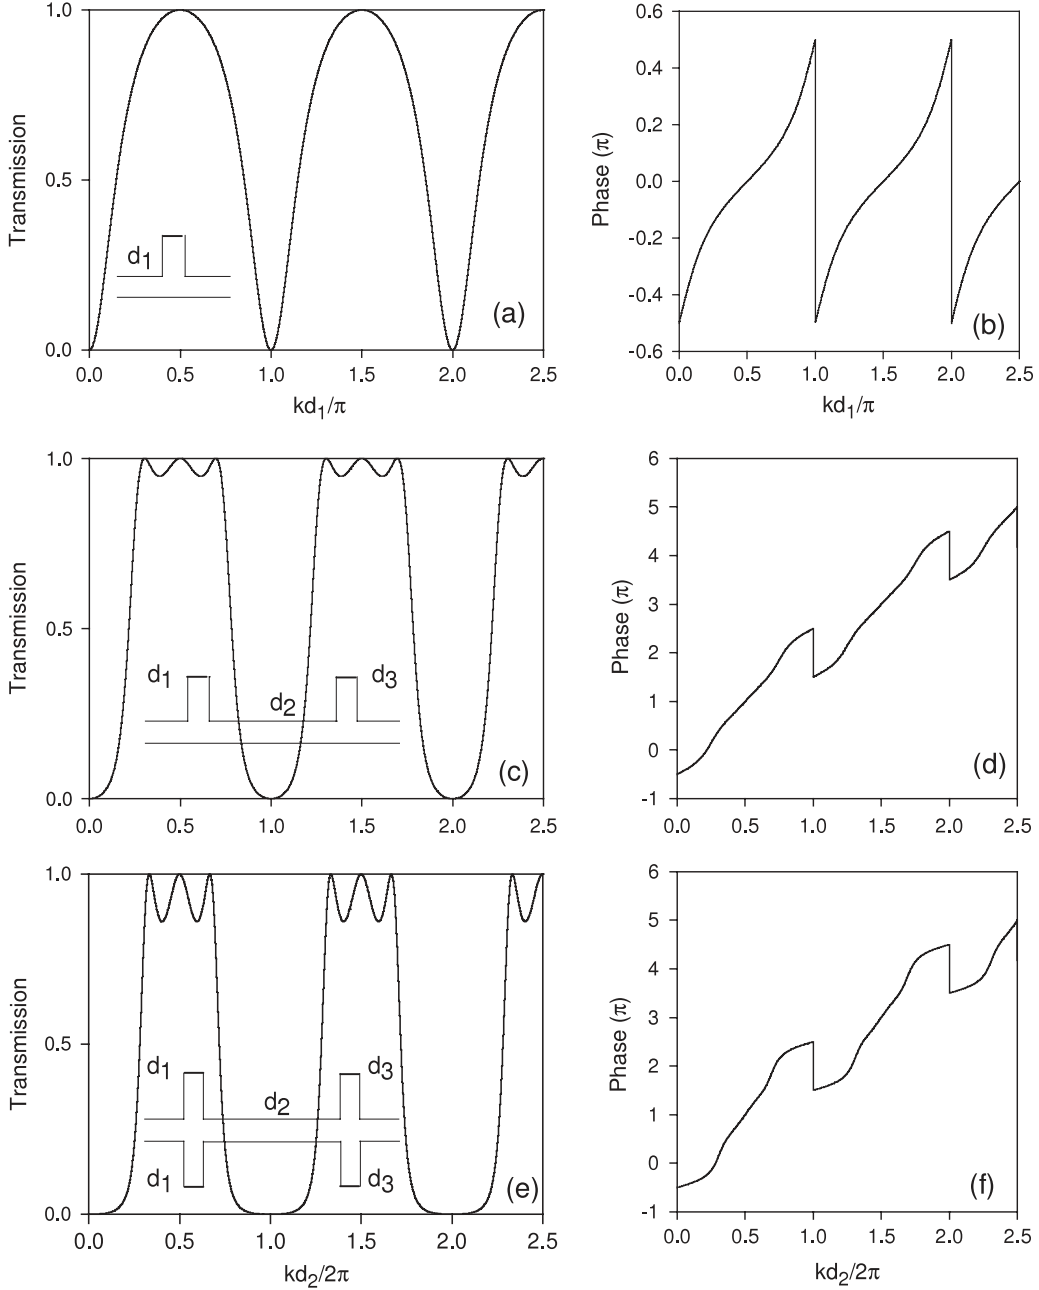 1.0
0.5
0.0
Transmission
d1
(a)
0.0 0.5 1.0 1.5 2.0 2.5
kd1/π
0.4
0.2
0.0
-0.2
-0.4
-0.6
Phase (π)
(b)
0.0 0.5 1.0 1.5 2.0 2.5
kd1/π
1.0
0.5
0.0
Transmission
d1 d2 d3
(c)
0.0 0.5 1.0 1.5 2.0 2.5
6
5
4
3
2
1
0
-1
Phase (π)
(d)
0.0 0.5 1.0 1.5 2.0 2.5
1.0
0.5
0.0
Transmission
d1 d3
d2
d1 d3
(e)
0.0 0.5 1.0 1.5 2.0 2.5
kd2/2π
6
5
4
3
2
1
0
-1
Phase (π)
(f)
0.0 0.5 1.0 1.5 2.0 2.5
kd2/2π